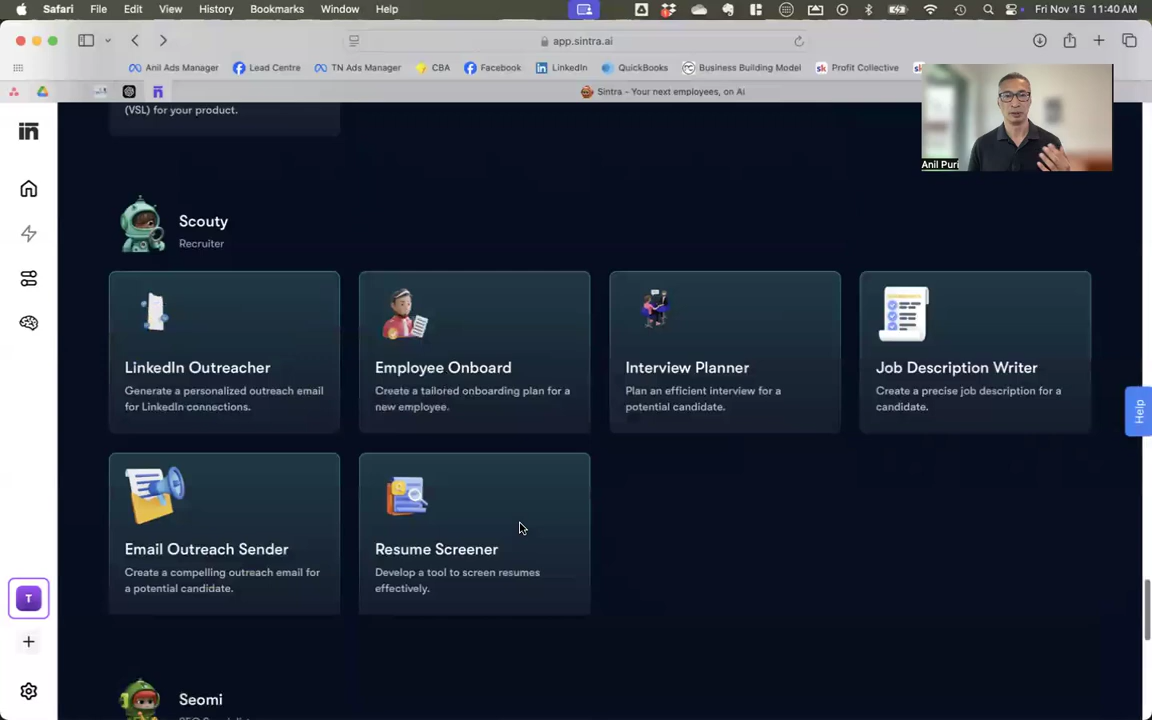 Safari File Edit View History Bookmarks Window Help Fri Nov 15 11:40 AM
app.sintra.ai
Anil Ads Manager Lead Centre TN Ads Manager CBA Facebook LinkedIn QuickBooks Business Building Model Profit Collective
Sintra - Your next employees, on Ai
(VSL) for your product.
Anil Puri
Scouty
Recruiter
LinkedIn Outreacher
Generate a personalized outreach email
for LinkedIn connections.
Employee Onboard
Create a tailored onboarding plan for a
new employee.
Interview Planner
Plan an efficient interview for a
potential candidate.
Job Description Writer
Create a precise job description for a
candidate.
Help
Email Outreach Sender
Create a compelling outreach email for
a potential candidate.
Resume Screener
Develop a tool to screen resumes
effectively.
T
Seomi